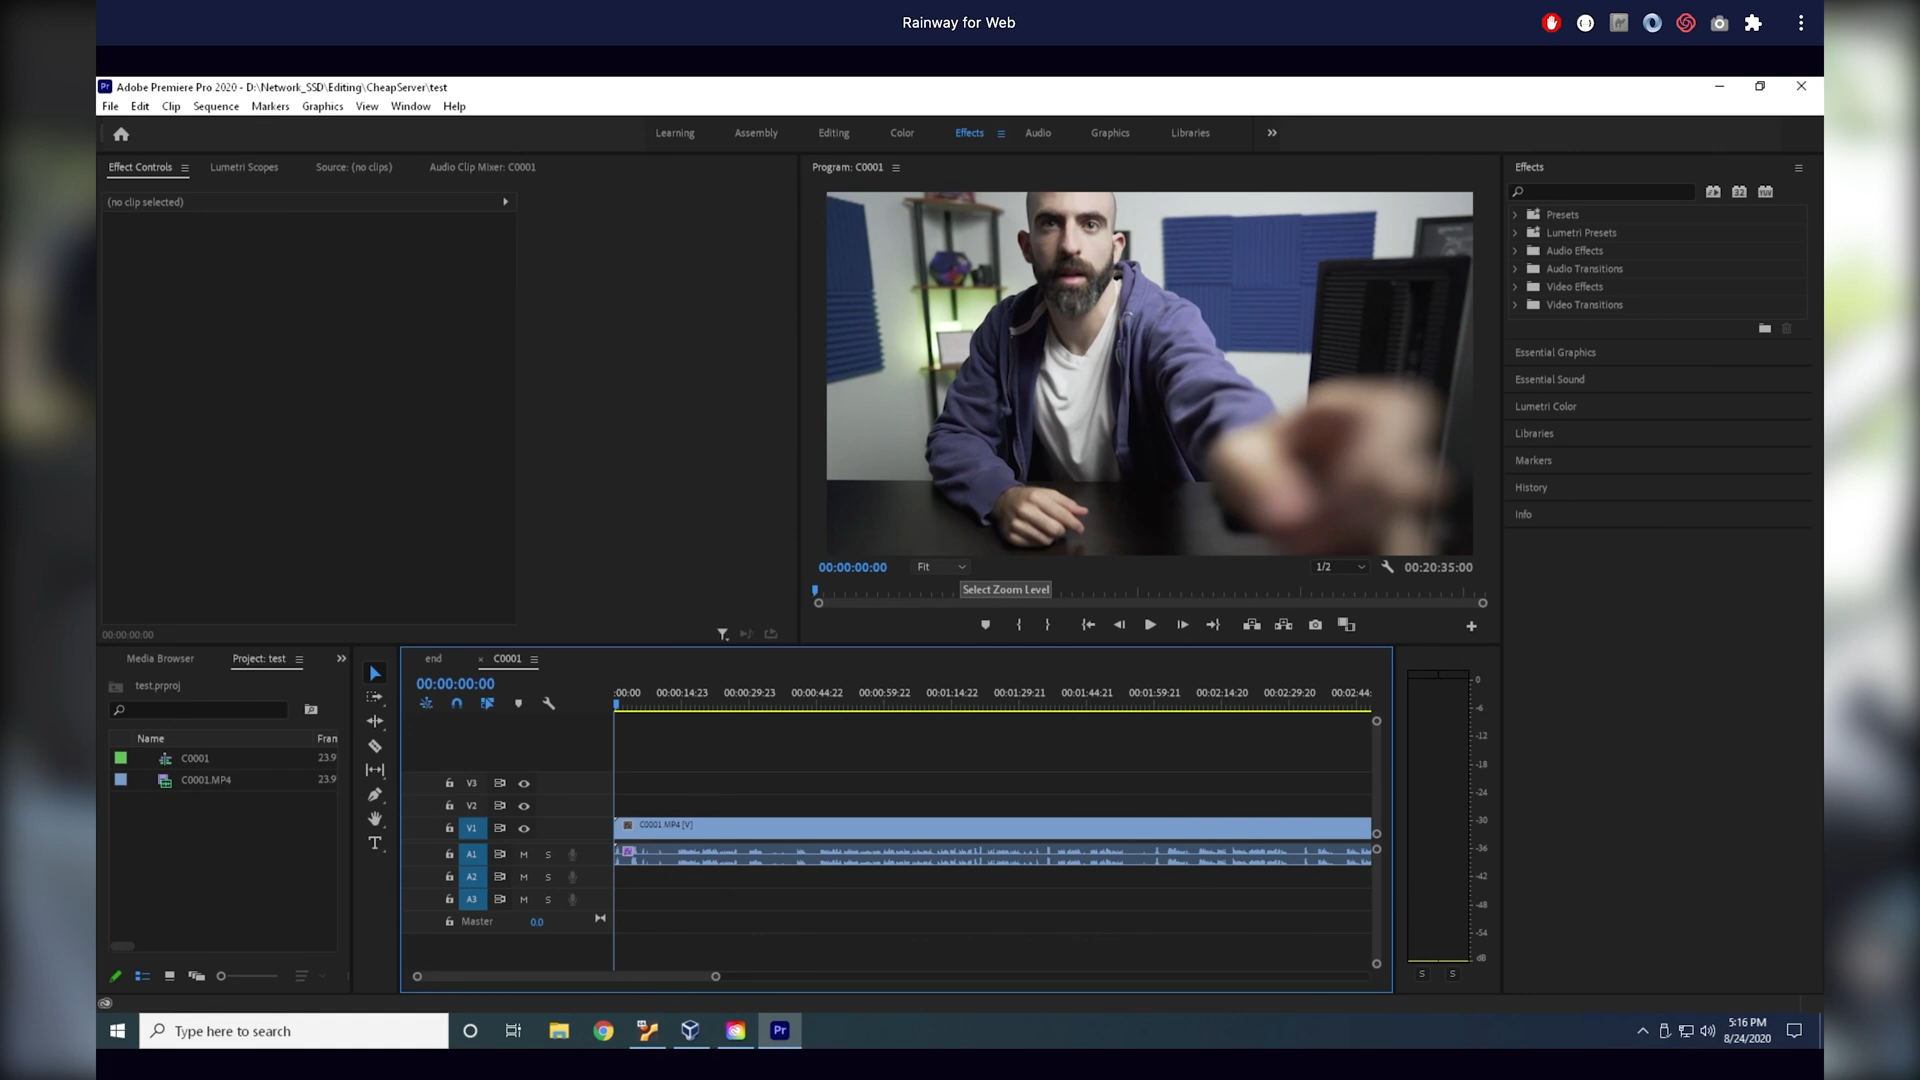 Rainway for Web
Pr Adobe Premiere Pro 2020 - D:\Network_SSD\Editing\CheapServer\test
File Edit Clip Sequence Markers Graphics View Window Help
Learning Assembly Editing Color Effects Audio Graphics Libraries
Effect Controls Lumetri Scopes Source: (no clips) Audio Clip Mixer: C0001
Program: C0001
Effects
(no clip selected)
Presets
Lumetri Presets
Audio Effects
Audio Transitions
Video Effects
Video Transitions
Essential Graphics
Essential Sound
Lumetri Color
Libraries
Markers
History
Info
00:00:00:00 Fit 1/2 00:20:35:00
Select Zoom Level
00:00:00:00
Media Browser Project: test
end × C0001
test.prproj
00:00:00:00
:00:00 00:00:14:23 00:00:29:23 00:00:44:22 00:00:59:22 00:01:14:22 00:01:29:21 00:01:44:21 00:01:59:21 00:02:14:20 00:02:29:20 00:02:44:
Name Fran
C0001 23.9
C0001.MP4 23.9
V3
V2
V1 C0001.MP4 [V]
A1 M S
A2 M S
A3 M S
Master 0.0
0
-6
-12
-18
-24
-30
-36
-42
-48
-54
dB
S S
Type here to search
Pr
5:16 PM
8/24/2020